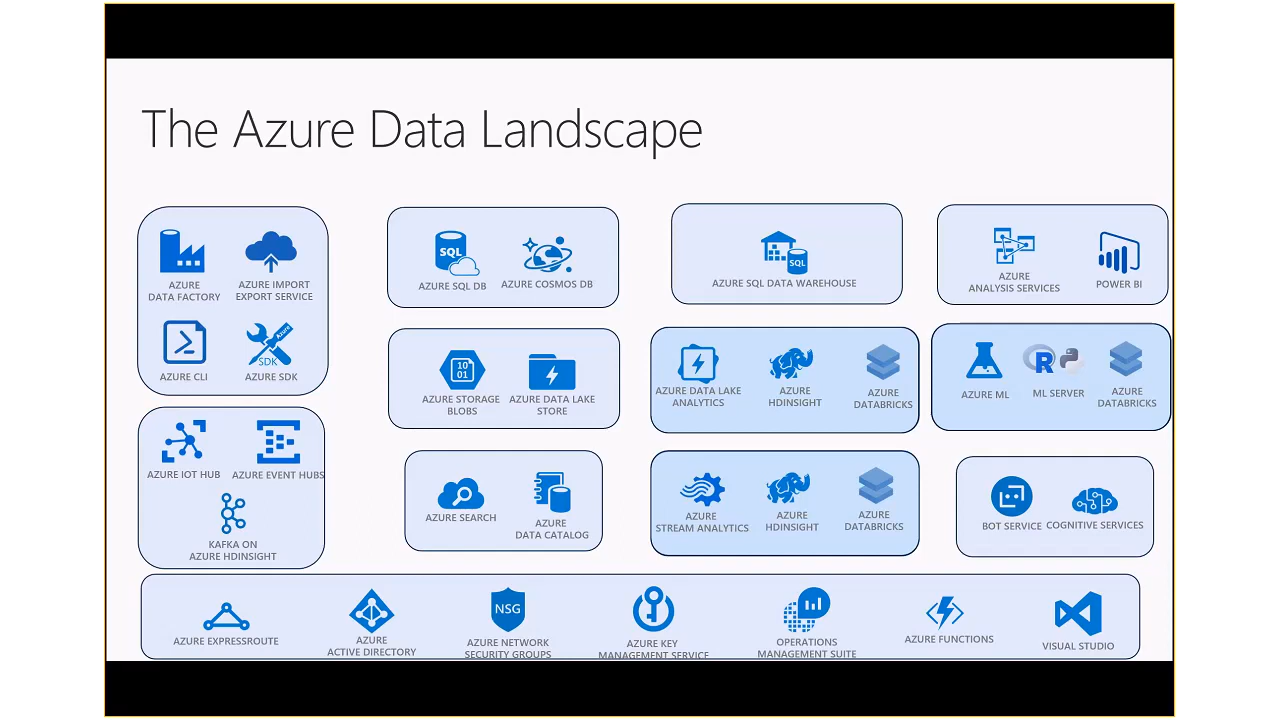 The Azure Data Landscape
AZURE
DATA FACTORY
AZURE IMPORT
EXPORT SERVICE
AZURE CLI
SDK
Azure
AZURE SDK
AZURE IOT HUB
AZURE EVENT HUBS
KAFKA ON
AZURE HDINSIGHT
SQL
AZURE SQL DB
AZURE COSMOS DB
10
01
AZURE STORAGE
BLOBS
AZURE DATA LAKE
STORE
AZURE SEARCH
AZURE
DATA CATALOG
SQL
AZURE SQL DATA WAREHOUSE
AZURE DATA LAKE
ANALYTICS
AZURE
HDINSIGHT
AZURE
DATABRICKS
AZURE
STREAM ANALYTICS
AZURE
HDINSIGHT
AZURE
DATABRICKS
AZURE
ANALYSIS SERVICES
POWER BI
AZURE ML
R
ML SERVER
AZURE
DATABRICKS
BOT SERVICE
COGNITIVE SERVICES
AZURE EXPRESSROUTE
AZURE
ACTIVE DIRECTORY
NSG
AZURE NETWORK
SECURITY GROUPS
AZURE KEY
MANAGEMENT SERVICE
OPERATIONS
MANAGEMENT SUITE
AZURE FUNCTIONS
VISUAL STUDIO